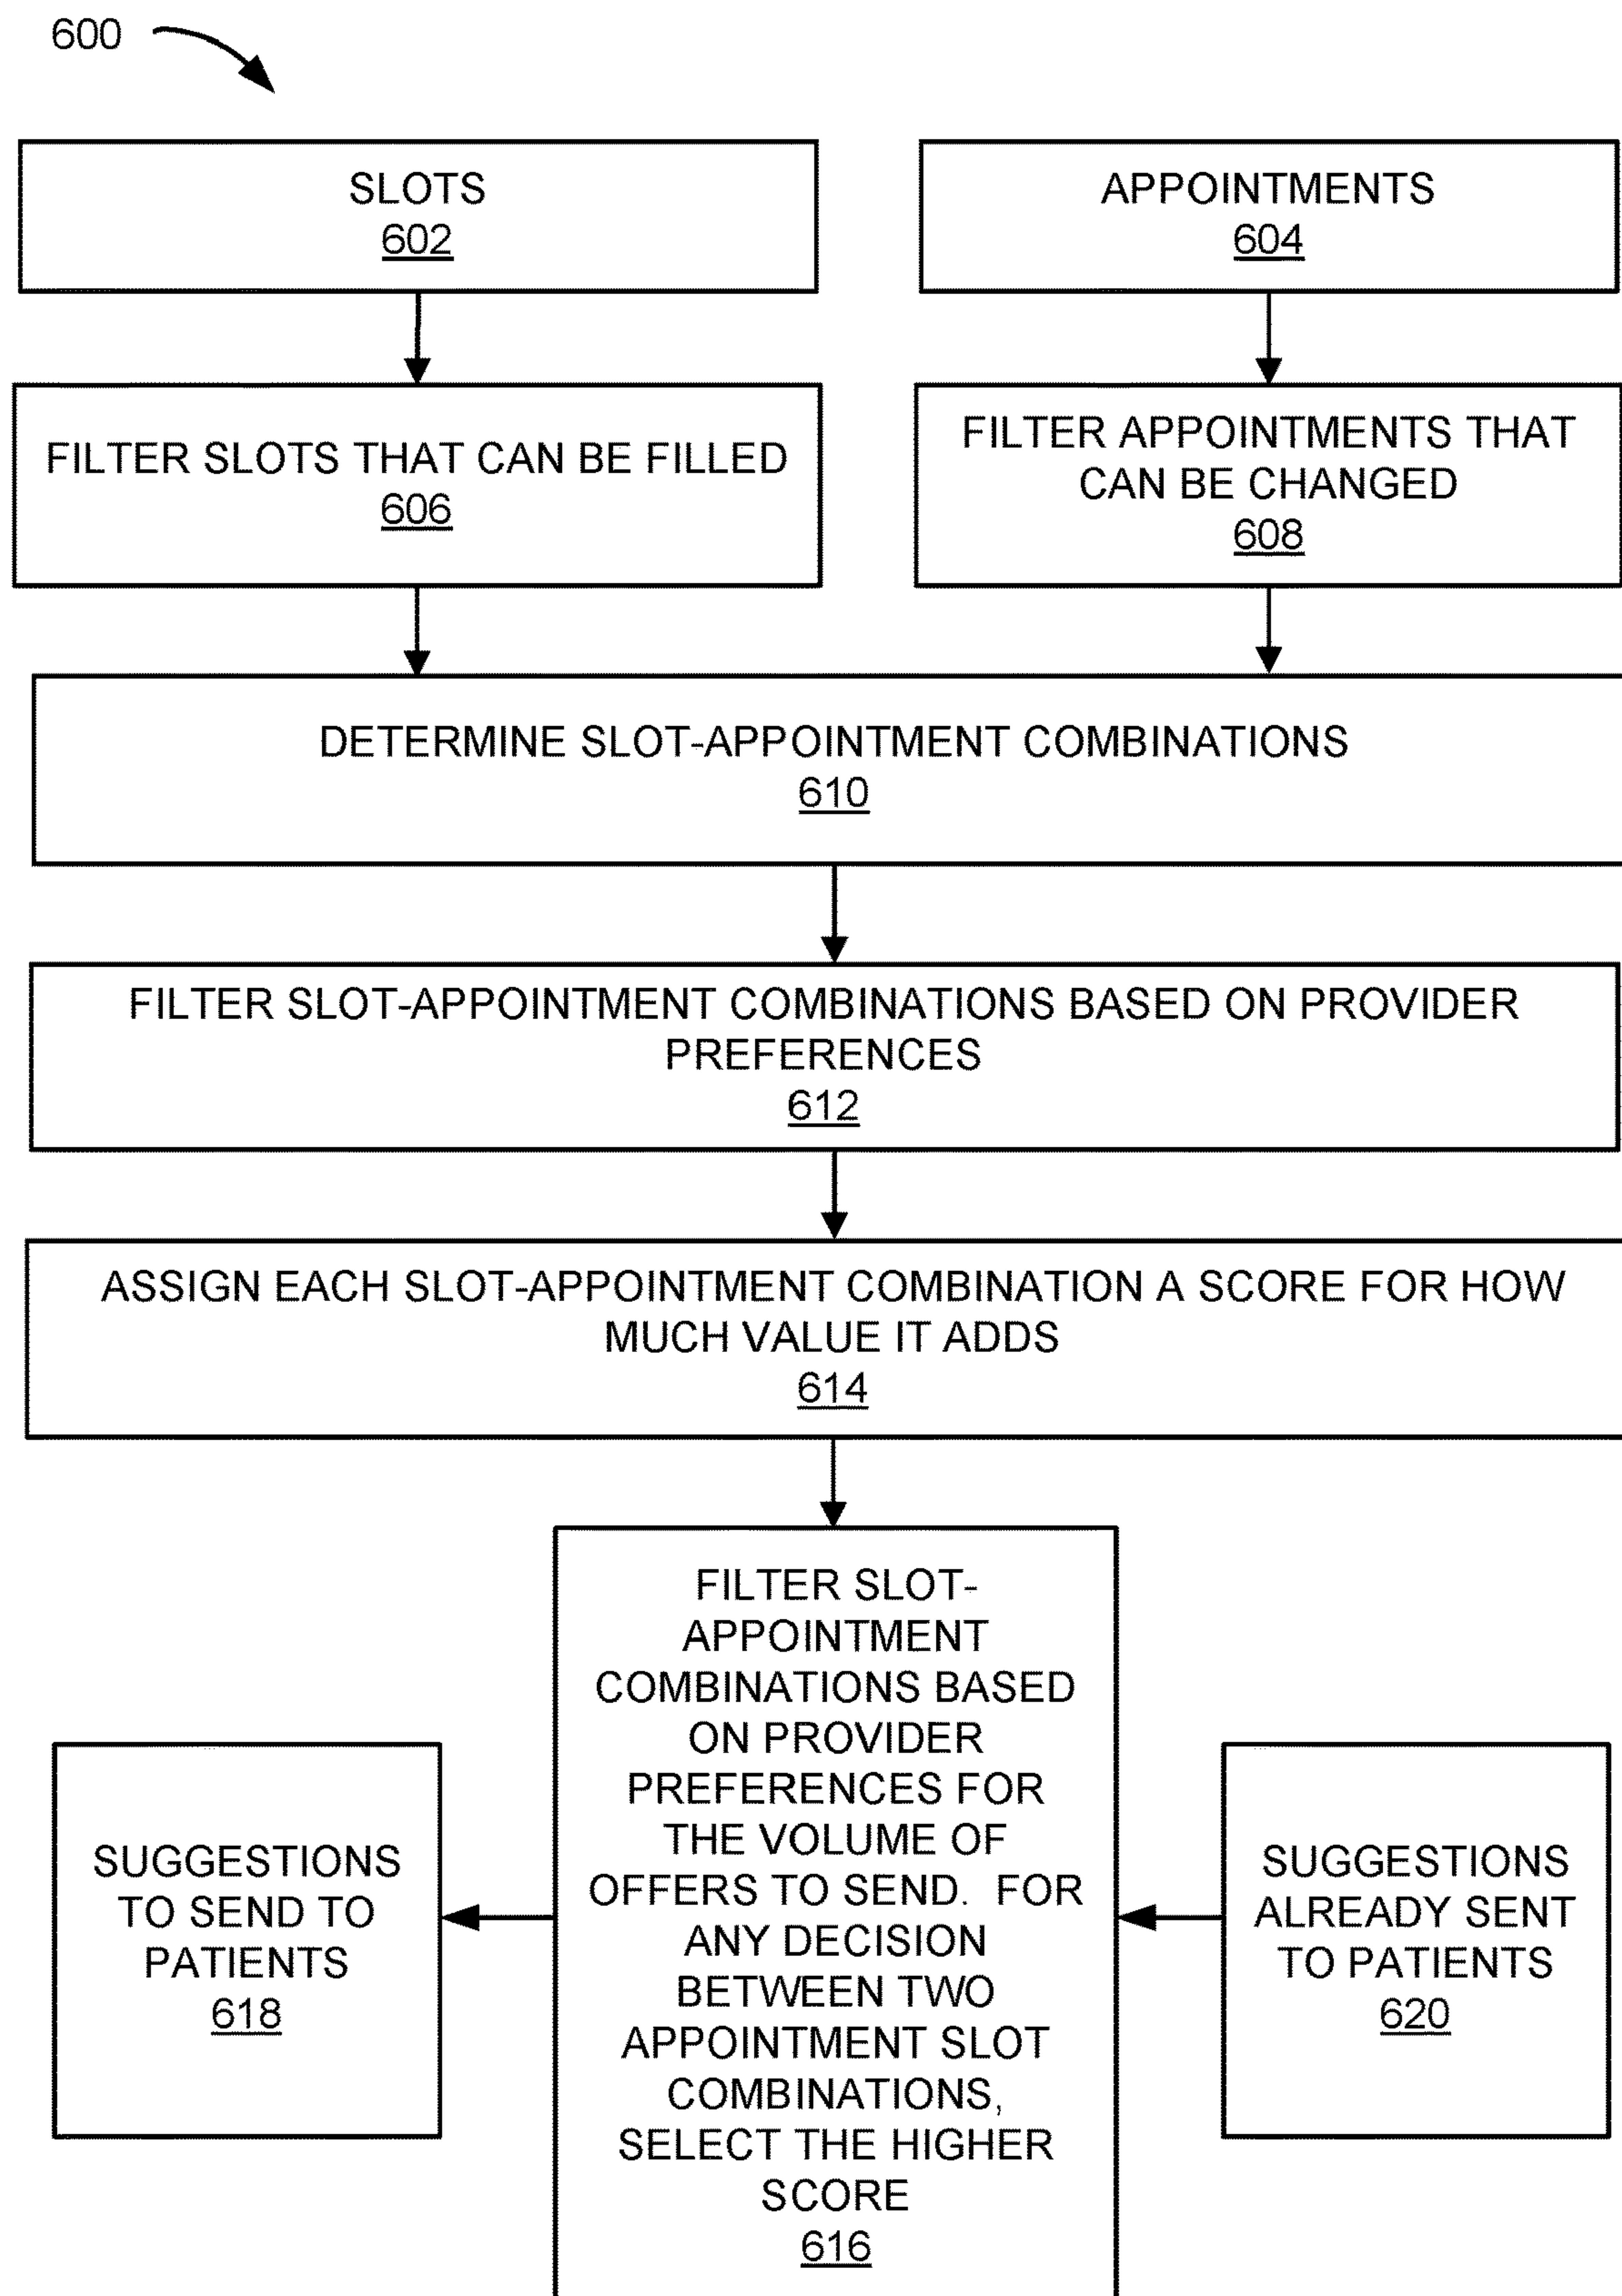 600
SLOTS
602
APPOINTMENTS
604
FILTER SLOTS THAT CAN BE FILLED
606
FILTER APPOINTMENTS THAT
CAN BE CHANGED
608
DETERMINE SLOT-APPOINTMENT COMBINATIONS
610
FILTER SLOT-APPOINTMENT COMBINATIONS BASED ON PROVIDER
PREFERENCES
612
ASSIGN EACH SLOT-APPOINTMENT COMBINATION A SCORE FOR HOW
MUCH VALUE IT ADDS
614
FILTER SLOT-
APPOINTMENT
COMBINATIONS BASED
ON PROVIDER
PREFERENCES FOR
THE VOLUME OF
OFFERS TO SEND.  FOR
ANY DECISION
BETWEEN TWO
APPOINTMENT SLOT
COMBINATIONS,
SELECT THE HIGHER
SCORE
616
SUGGESTIONS
TO SEND TO
PATIENTS
618
SUGGESTIONS
ALREADY SENT
TO PATIENTS
620